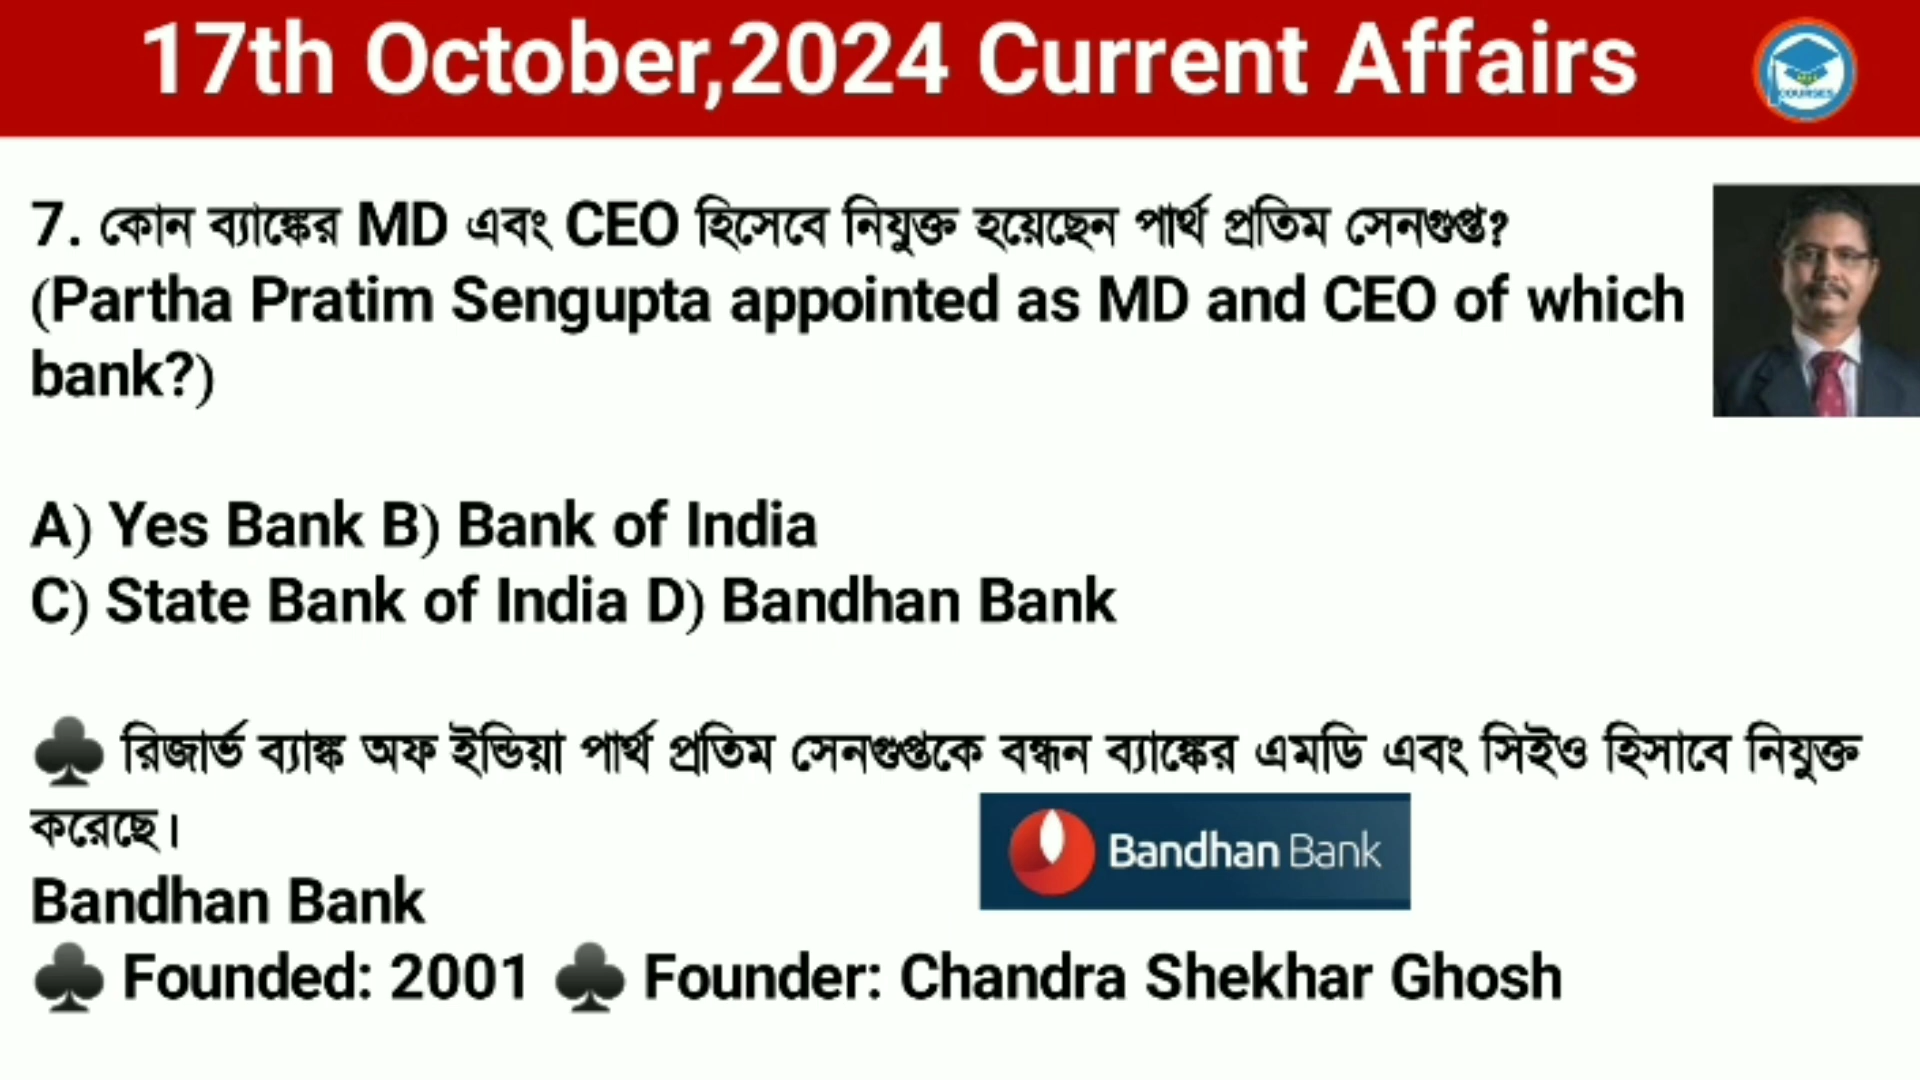 17th October,2024 Current Affairs
COURSES
7. কোন ব্যাঙ্কের MD এবং CEO হিসেবে নিযুক্ত হয়েছেন পার্থ প্রতিম সেনগুপ্ত?
(Partha Pratim Sengupta appointed as MD and CEO of which
bank?)
A) Yes Bank B) Bank of India
C) State Bank of India D) Bandhan Bank
♣ রিজার্ভ ব্যাঙ্ক অফ ইন্ডিয়া পার্থ প্রতিম সেনগুপ্তকে বন্ধন ব্যাঙ্কের এমডি এবং সিইও হিসাবে নিযুক্ত
করেছে।
Bandhan Bank
Bandhan Bank
♣ Founded: 2001 ♣ Founder: Chandra Shekhar Ghosh